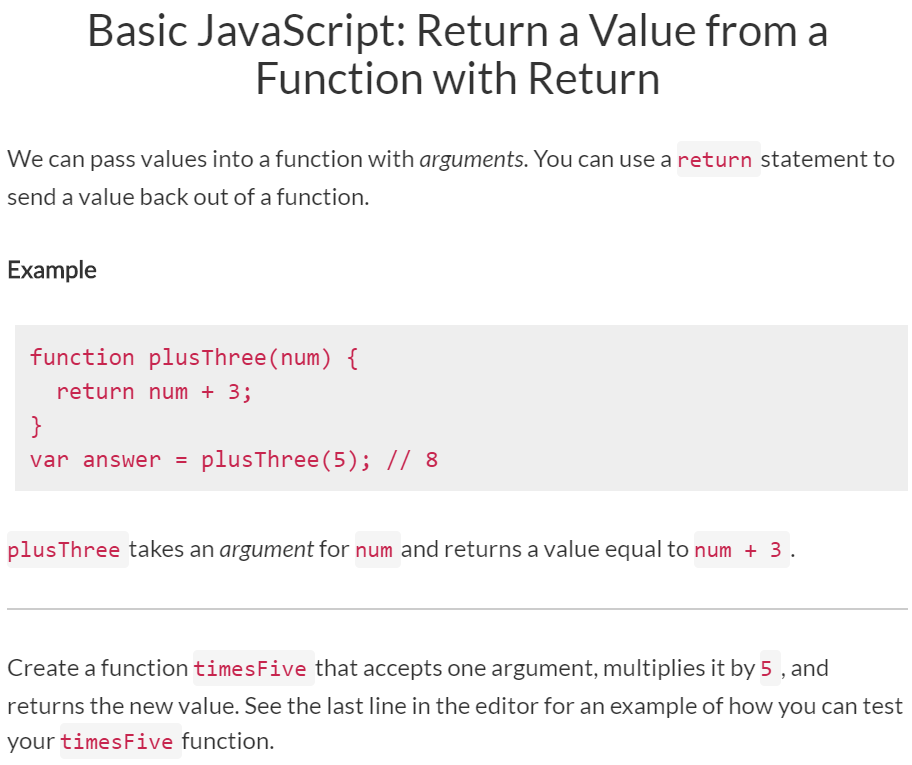 Basic JavaScript: Return a Value from a
Function with Return
We can pass values into a function with arguments. You can use a return statement to
send a value back out of a function.
Example
function plusThree(num) {
  return num + 3;
}
var answer = plusThree(5); // 8
plusThree takes an argument for num and returns a value equal to num + 3 .
Create a function timesFive that accepts one argument, multiplies it by 5 , and
returns the new value. See the last line in the editor for an example of how you can test
your timesFive function.